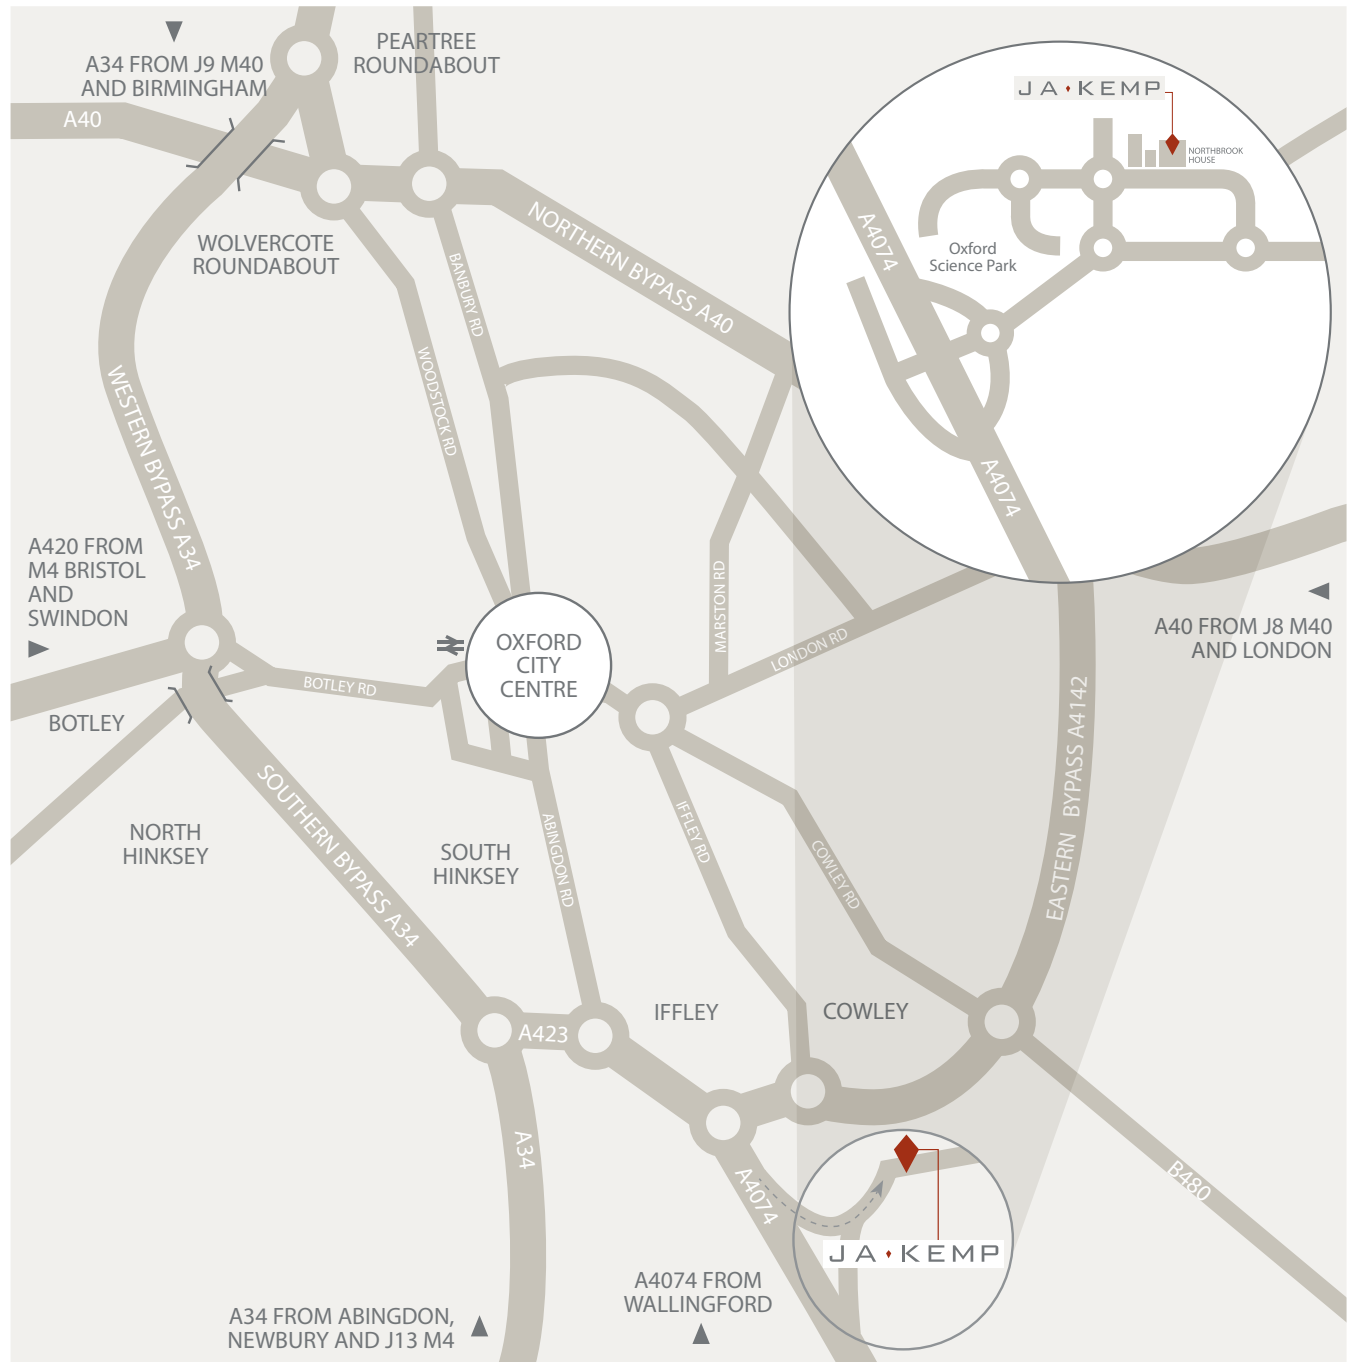 PEARTREE
ROUNDABOUT
A34 FROM J9 M40
AND BIRMINGHAM
A40
JA KEMP
NORTHBROOK
HOUSE
A4074
Oxford
Science Park
A4074
WOLVERCOTE
ROUNDABOUT
NORTHERN BYPASS A40
BANBURY RD
WOODSTOCK RD
WESTERN BYPASS A34
A420 FROM
M4 BRISTOL
AND
SWINDON
MARSTON RD
LONDON RD
A40 FROM J8 M40
AND LONDON
OXFORD
CITY
CENTRE
BOTLEY RD
BOTLEY
EASTERN BYPASS A4142
SOUTHERN BYPASS A34
NORTH
HINKSEY
SOUTH
HINKSEY
ABINGDON RD
IFFLEY RD
COWLEY RD
IFFLEY
COWLEY
A423
A34
A4074
B480
JA KEMP
A4074 FROM
WALLINGFORD
A34 FROM ABINGDON,
NEWBURY AND J13 M4